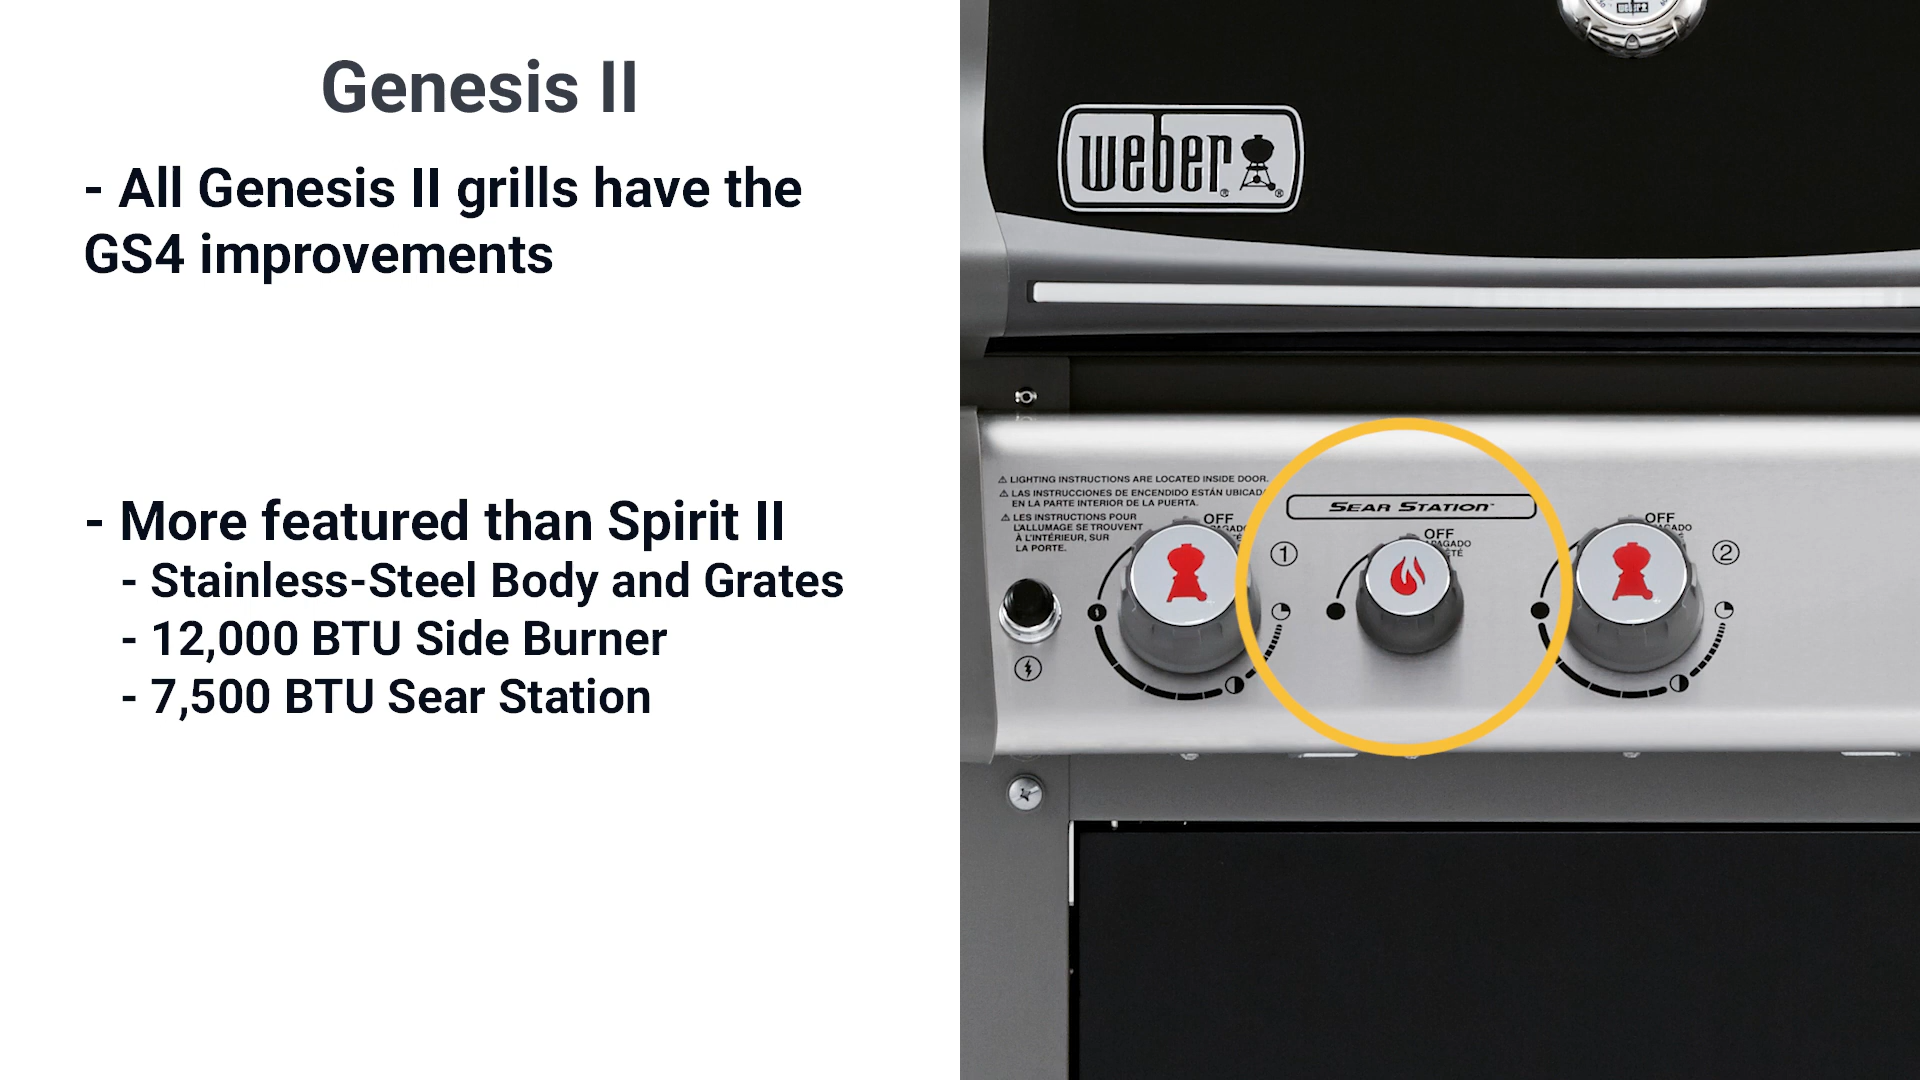 Genesis II
- All Genesis II grills have the
GS4 improvements
- More featured than Spirit II
- Stainless-Steel Body and Grates
- 12,000 BTU Side Burner
- 7,500 BTU Sear Station
weber
weber
⚠ LIGHTING INSTRUCTIONS ARE LOCATED INSIDE DOOR.
⚠ LAS INSTRUCCIONES DE ENCENDIDO ESTÁN
EN LA PARTE INTERIOR DE LA PUERTA.
⚠ LES INSTRUCTIONS POUR
L'ALLUMAGE SE TROUVENT
À L'INTÉRIEUR, SUR
LA PORTE.
OFF
1
SEAR STATION™
OFF
OFF
2